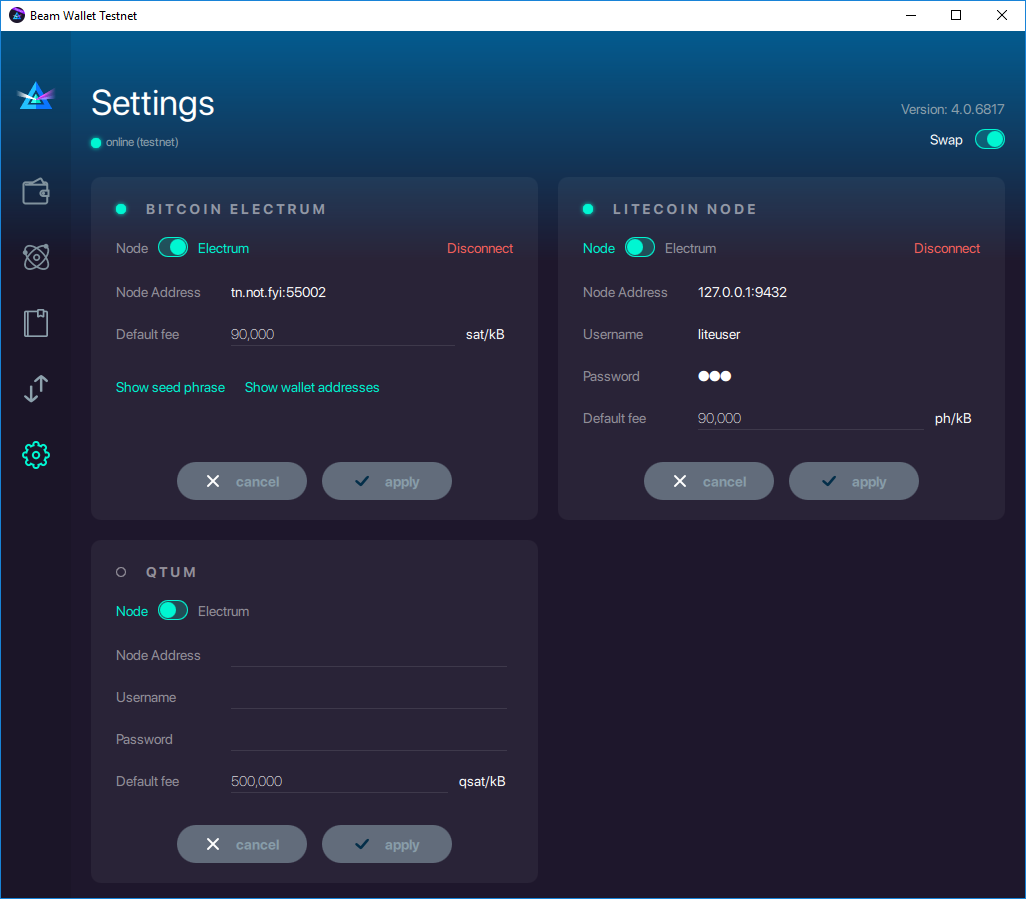 Beam Wallet Testnet
Settings
Version: 4.0.6817
online (testnet)
Swap
BITCOIN ELECTRUM
Node Electrum Disconnect
Node Address tn.not.fyi:55002
Default fee 90,000 sat/kB
Show seed phrase Show wallet addresses
cancel apply
LITECOIN NODE
Node Electrum Disconnect
Node Address 127.0.0.1:9432
Username liteuser
Password ●●●
Default fee 90,000 ph/kB
cancel apply
QTUM
Node Electrum
Node Address
Username
Password
Default fee 500,000 qsat/kB
cancel apply